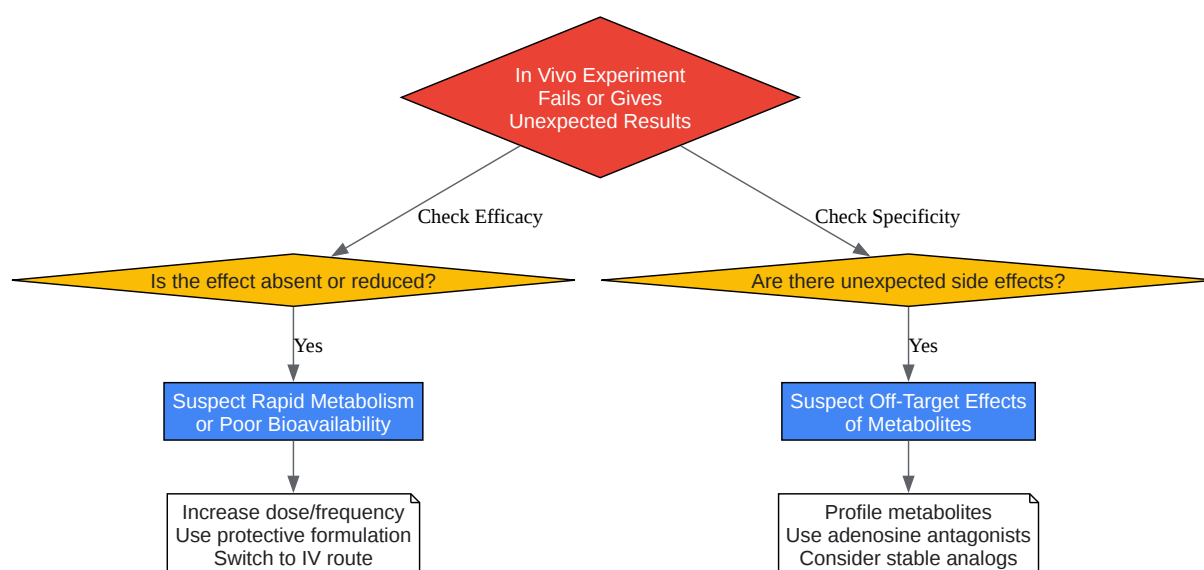 In Vivo Experiment
Fails or Gives
Unexpected Results
Check Efficacy
Check Specificity
Is the effect absent or reduced?
Are there unexpected side effects?
Yes
Yes
Suspect Rapid Metabolism
or Poor Bioavailability
Suspect Off-Target Effects
of Metabolites
Increase dose/frequency
Use protective formulation
Switch to IV route
Profile metabolites
Use adenosine antagonists
Consider stable analogs